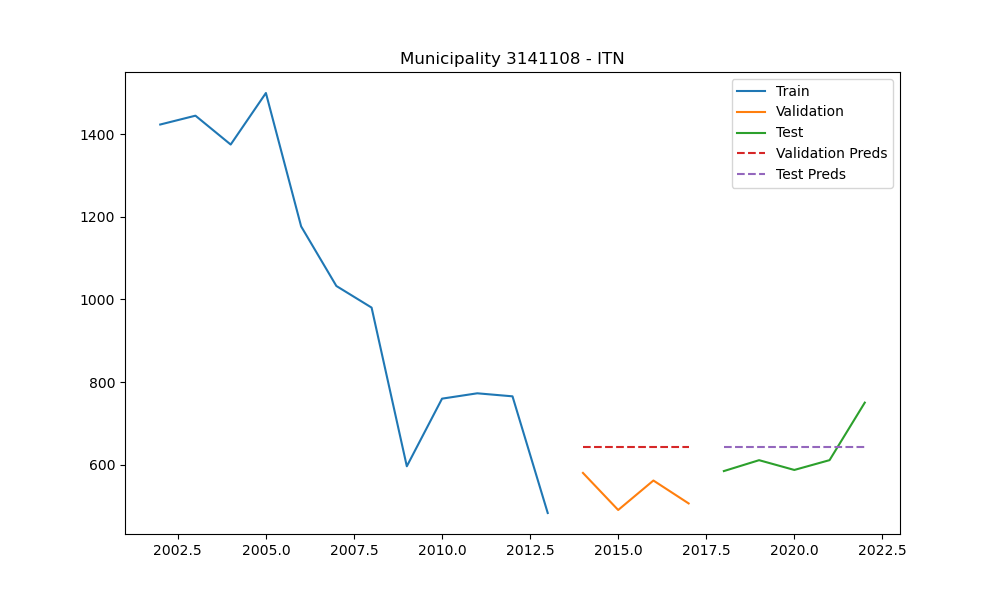 Municipality 3141108 - ITN
Train
Validation
Test
Validation Preds
Test Preds
1400
1200
1000
800
600
2002.5 2005.0 2007.5 2010.0 2012.5 2015.0 2017.5 2020.0 2022.5